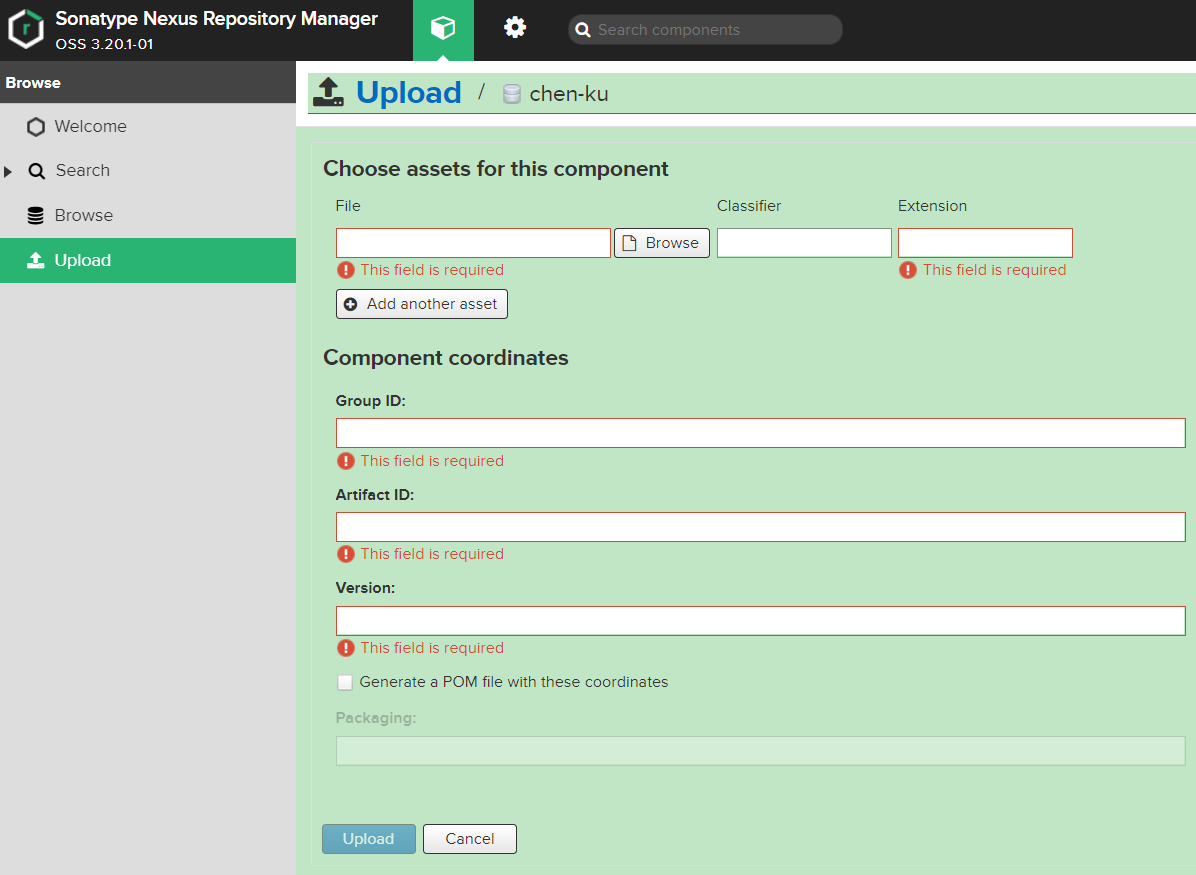 Sonatype Nexus Repository Manager
OSS 3.20.1-01
Search components
Browse
Welcome
Search
Browse
Upload
Upload / chen-ku
Choose assets for this component
File Classifier Extension
Browse
This field is required This field is required
Add another asset
Component coordinates
Group ID:
This field is required
Artifact ID:
This field is required
Version:
This field is required
Generate a POM file with these coordinates
Packaging:
Upload Cancel